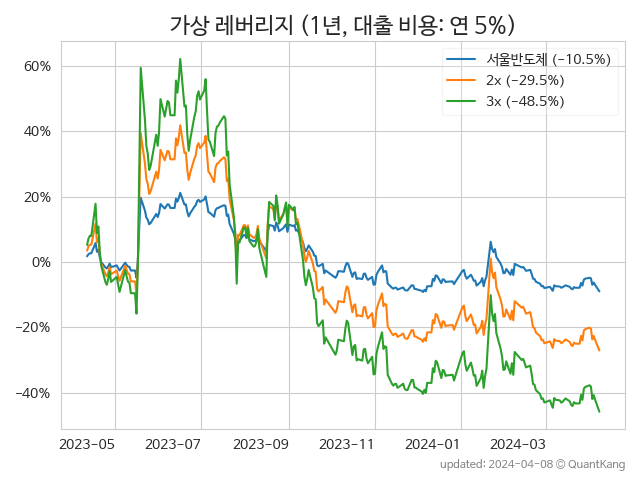 가상 레버리지 (1년, 대출 비용: 연 5%)
서울반도체 (−10.5%)
2x (−29.5%)
3x (−48.5%)
60%
40%
20%
0%
−20%
−40%
2023-05 2023-07 2023-09 2023-11 2024-01 2024-03
updated: 2024-04-08 © QuantKang